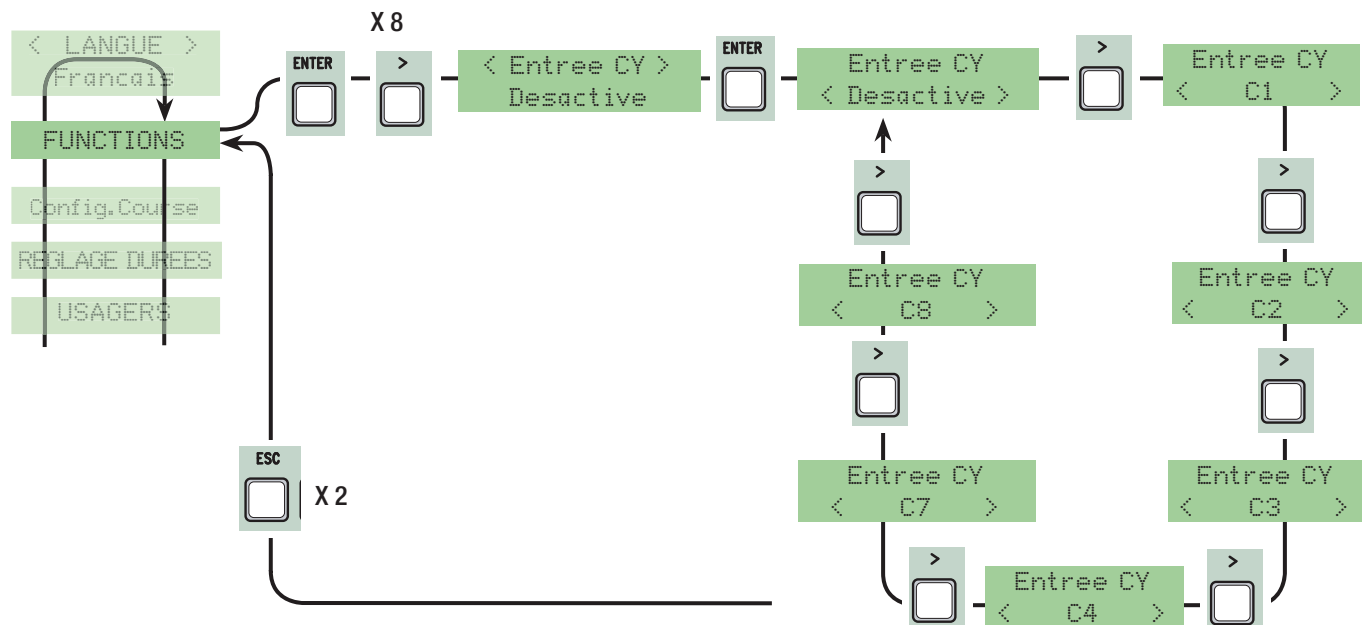 X 8
< LANGUE >
Francais
FUNCTIONS
Config.Course
REGLAGE DUREES
USAGERS
ENTER
>
< Entree CY >
Desactive
ENTER
Entree CY
< Desactive >
>
Entree CY
< C1 >
>
Entree CY
< C2 >
>
Entree CY
< C3 >
>
Entree CY
< C4 >
>
Entree CY
< C7 >
>
Entree CY
< C8 >
>
ESC
X 2